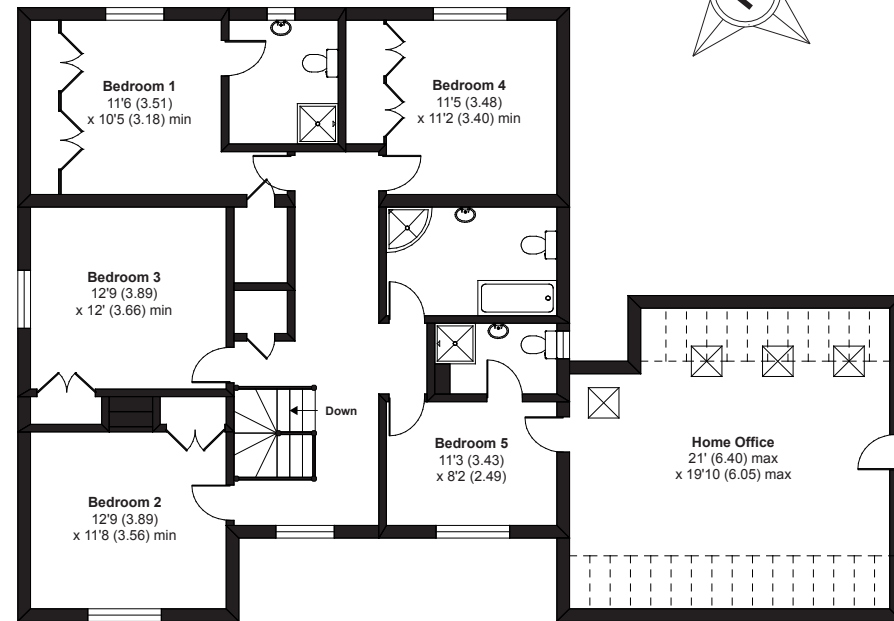 Bedroom 1
11'6 (3.51)
x 10'5 (3.18) min
Bedroom 4
11'5 (3.48)
x 11'2 (3.40) min
Bedroom 3
12'9 (3.89)
x 12' (3.66) min
Down
Bedroom 5
11'3 (3.43)
x 8'2 (2.49)
Home Office
21' (6.40) max
x 19'10 (6.05) max
Bedroom 2
12'9 (3.89)
x 11'8 (3.56) min